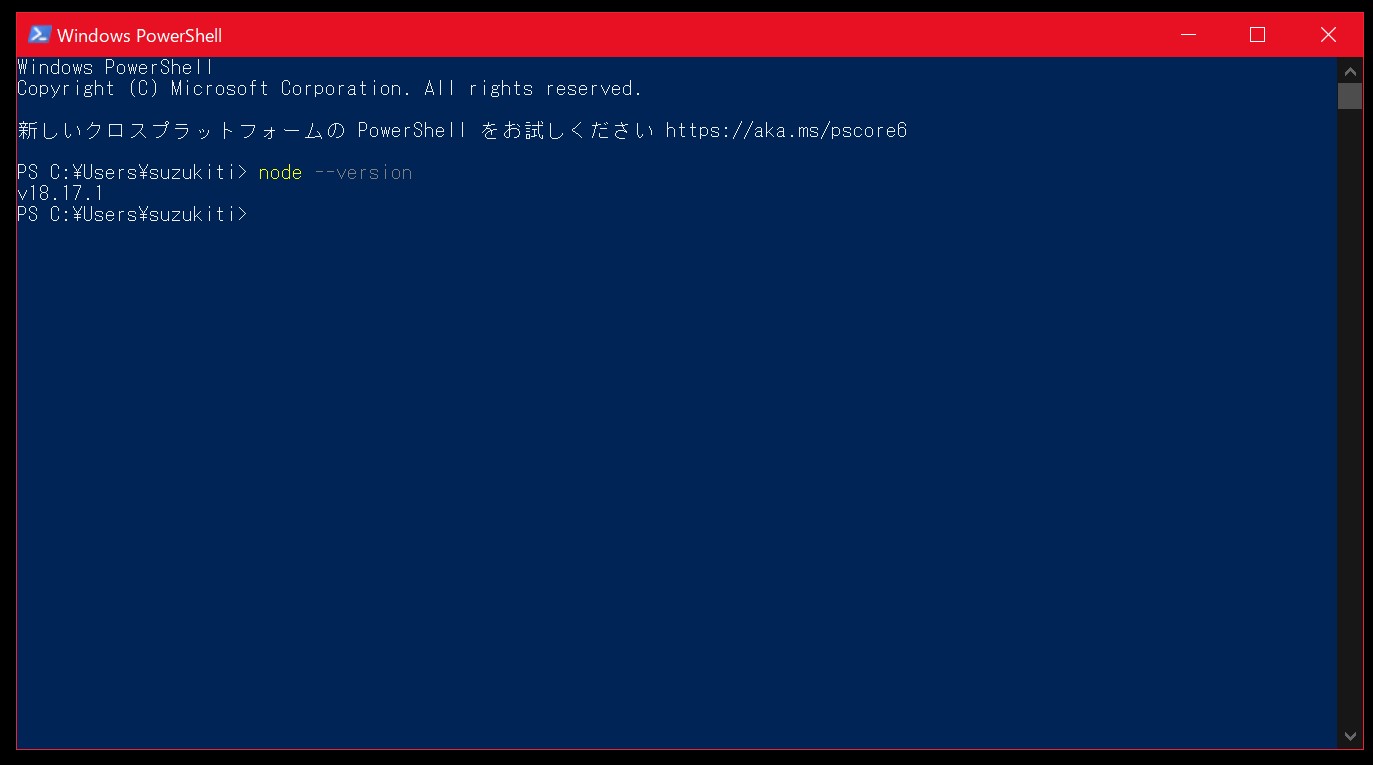 Windows PowerShell
Windows PowerShell
Copyright (C) Microsoft Corporation. All rights reserved.
新しいクロスプラットフォームの PowerShell をお試しください https://aka.ms/pscore6
PS C:¥Users¥suzukiti> node --version
v18.17.1
PS C:¥Users¥suzukiti>